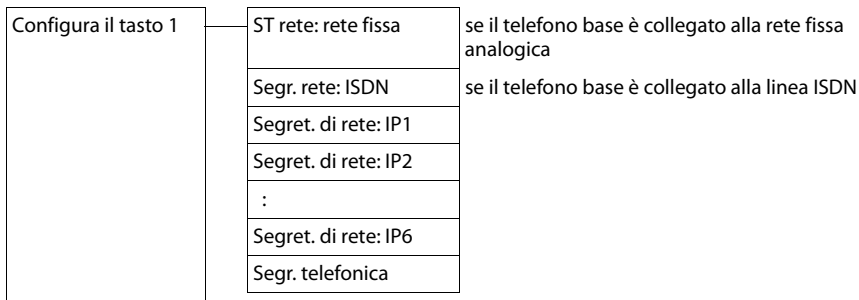 Configura il tasto 1
ST rete: rete fissa
se il telefono base è collegato alla rete fissa
analogica
Segr. rete: ISDN
se il telefono base è collegato alla linea ISDN
Segret. di rete: IP1
Segret. di rete: IP2
:
Segret. di rete: IP6
Segr. telefonica